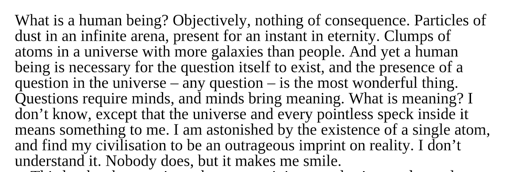 What is a human being? Objectively, nothing of consequence. Particles of
dust in an infinite arena, present for an instant in eternity. Clumps of
atoms in a universe with more galaxies than people. And yet a human
being is necessary for the question itself to exist, and the presence of a
question in the universe – any question – is the most wonderful thing.
Questions require minds, and minds bring meaning. What is meaning? I
don’t know, except that the universe and every pointless speck inside it
means something to me. I am astonished by the existence of a single atom,
and find my civilisation to be an outrageous imprint on reality. I don’t
understand it. Nobody does, but it makes me smile.